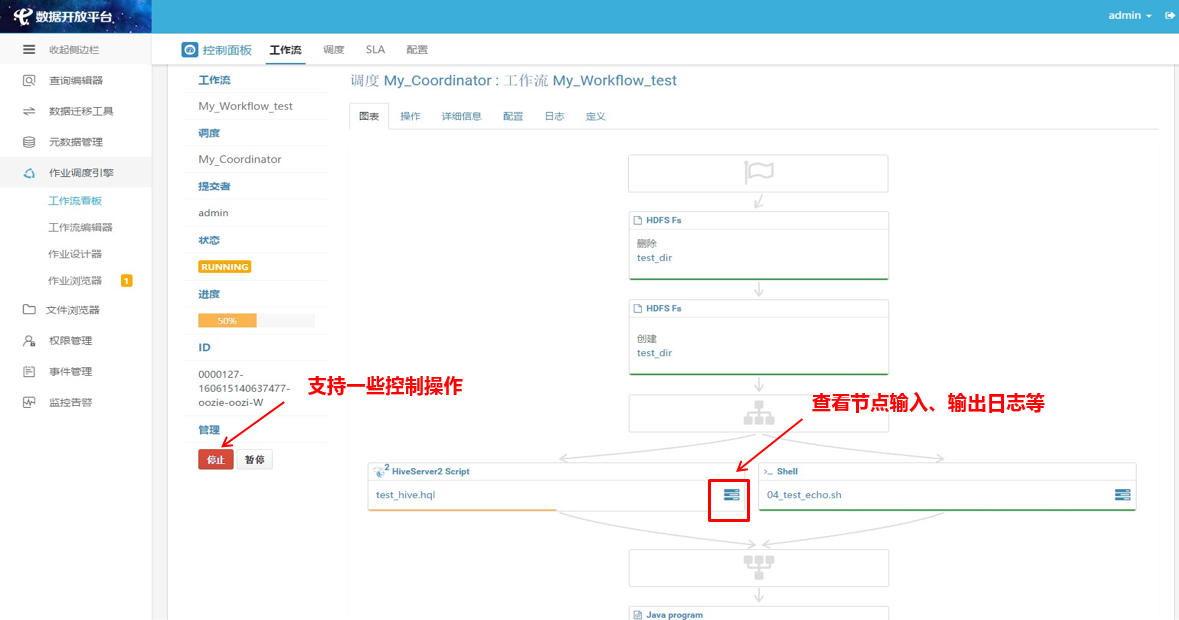 数据开放平台
admin
收起侧边栏
查询编辑器
数据迁移工具
元数据管理
作业调度引擎
工作流看板
工作流编辑器
作业设计器
作业浏览器 1
文件浏览器
权限管理
事件管理
监控告警
控制面板 工作流 调度 SLA 配置
工作流
My_Workflow_test
调度
My_Coordinator
提交者
admin
状态
RUNNING
进度
50%
ID
0000127-
160615140637477-
oozie-oozi-W
管理
停止 暂停
支持一些控制操作
调度 My_Coordinator : 工作流 My_Workflow_test
图表 操作 详细信息 配置 日志 定义
HDFS Fs
删除
test_dir
HDFS Fs
创建
test_dir
查看节点输入、输出日志等
2 HiveServer2 Script
test_hive.hql
>_ Shell
04_test_echo.sh
Java program